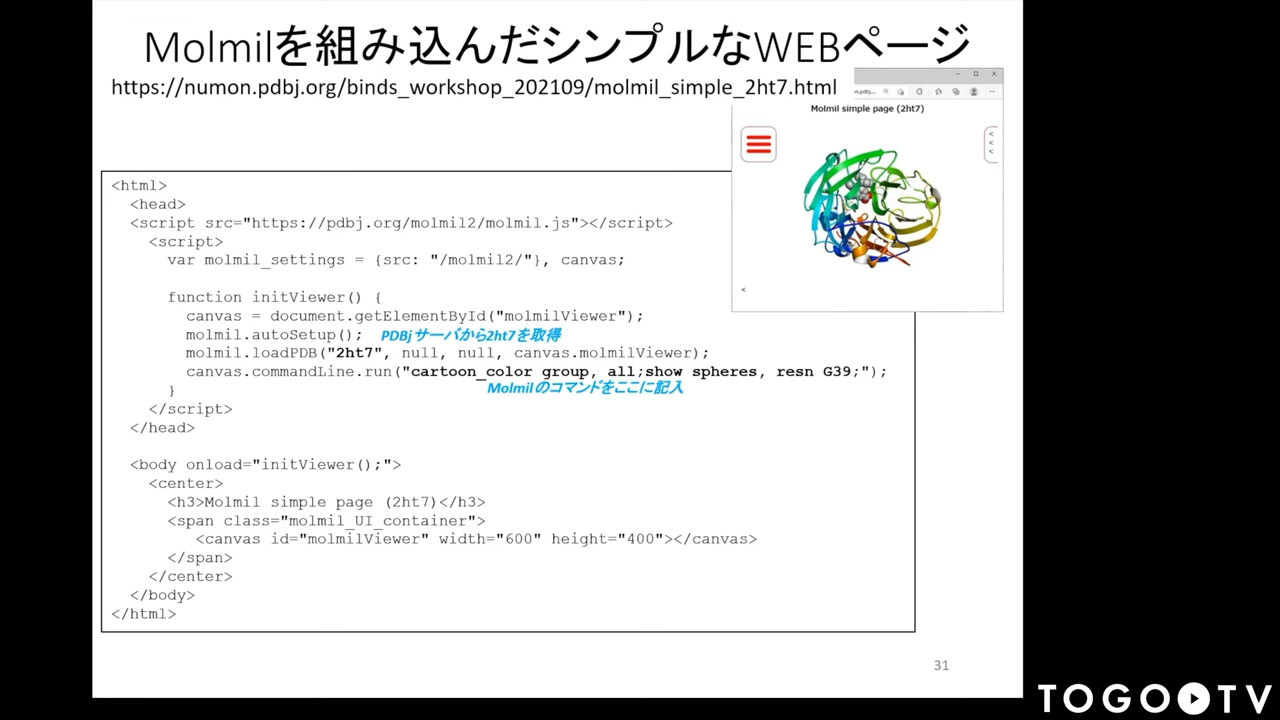 Molmilを組み込んだシンプルなWEBページ
https://numon.pdbj.org/binds_workshop_202109/molmil_simple_2ht7.html
Molmil simple page (2ht7)
<
<
<
<
<html>
<head>
<script src="https://pdbj.org/molmil2/molmil.js"></script>
<script>
var molmil_settings = {src: "/molmil2/"}, canvas;
function initViewer() {
canvas = document.getElementById("molmilViewer");
molmil.autoSetup(); PDBjサーバから2ht7を取得
molmil.loadPDB("2ht7", null, null, canvas.molmilViewer);
canvas.commandLine.run("cartoon_color group, all;show spheres, resn G39;");
Molmilのコマンドをここに記入
}
</script>
</head>
<body onload="initViewer();">
<center>
<h3>Molmil simple page (2ht7)</h3>
<span class="molmil_UI_container">
<canvas id="molmilViewer" width="600" height="400"></canvas>
</span>
</center>
</body>
</html>
31
TOGO TV